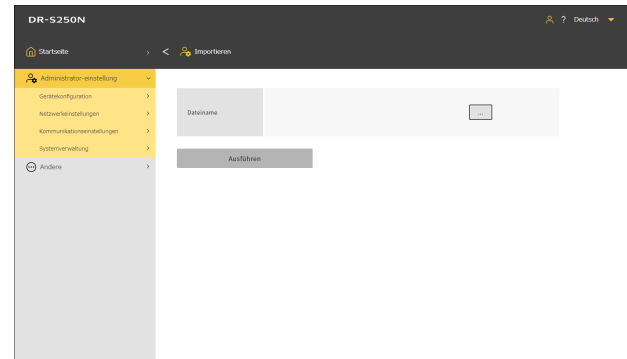 DR-S250N
? Deutsch
Startseite
Importieren
Administrator-einstellung
Gerätekonfiguration
Netzwerkeinstellungen
Kommunikationseinstellungen
Systemverwaltung
Andere
Dateiname
...
Ausführen